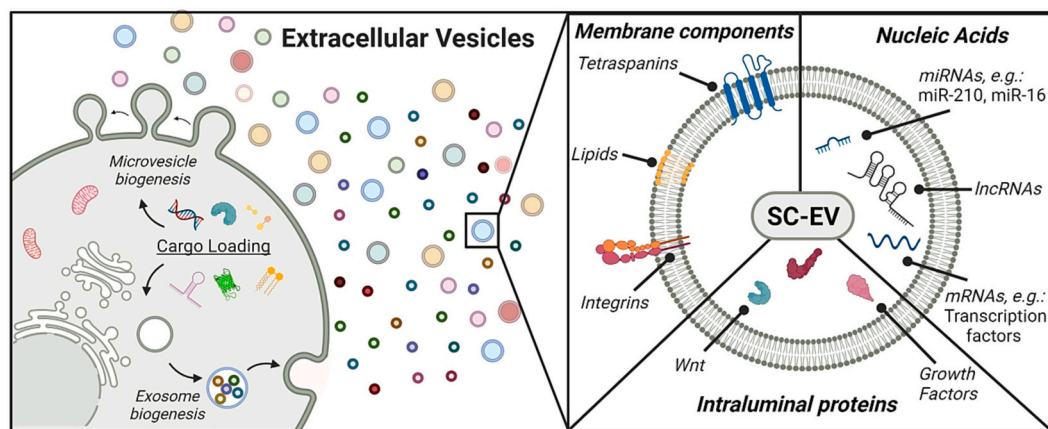 Extracellular Vesicles
Microvesicle
biogenesis
Cargo Loading
Exosome
biogenesis
Membrane components
Tetraspanins
Lipids
Integrins
Nucleic Acids
miRNAs, e.g.:
miR-210, miR-16
lncRNAs
mRNAs, e.g.:
Transcription
factors
SC-EV
Wnt
Growth
Factors
Intraluminal proteins